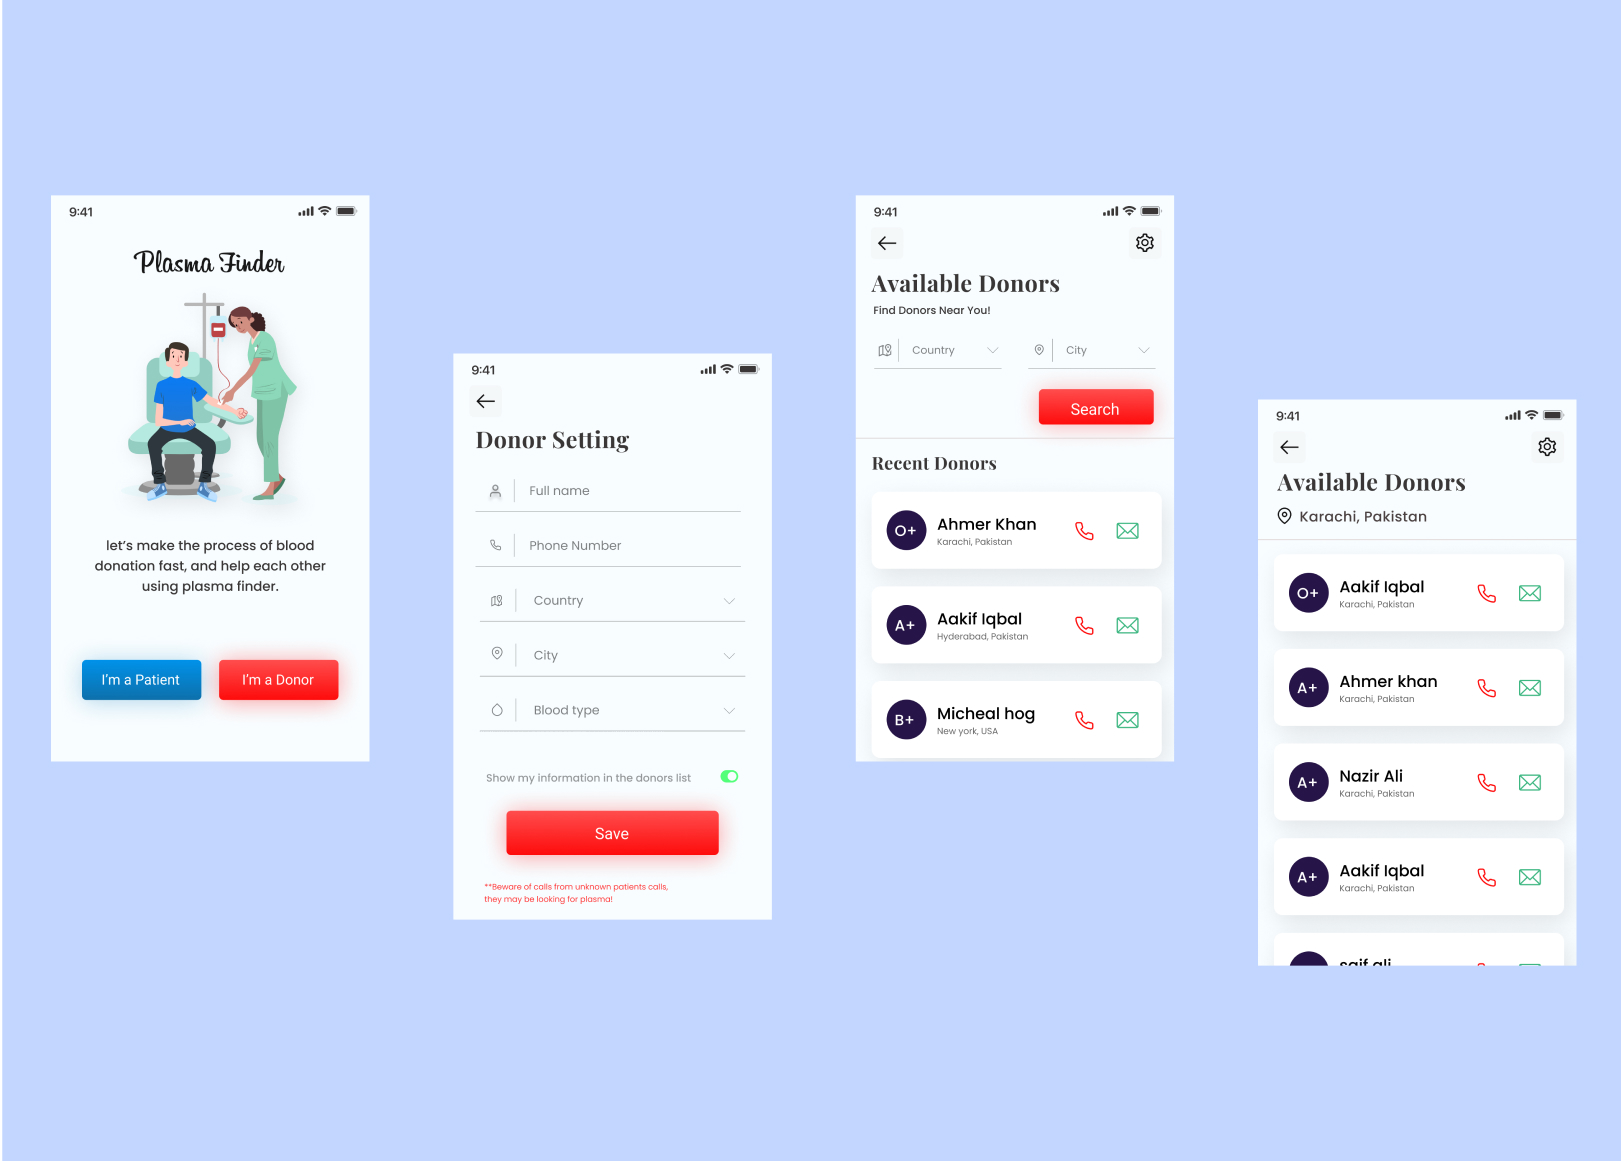 9:41
Plasma Finder
let's make the process of blood
donation fast, and help each other
using plasma finder.
I'm a Patient
I'm a Donor
9:41
Donor Setting
Full name
Phone Number
Country
City
Blood type
Show my information in the donors list
Save
**Beware of calls from unknown patients calls,
they may be looking for plasma!
9:41
Available Donors
Find Donors Near You!
Country
City
Search
Recent Donors
O+
Ahmer Khan
Karachi, Pakistan
A+
Aakif Iqbal
Hyderabad, Pakistan
B+
Micheal hog
New york, USA
9:41
Available Donors
Karachi, Pakistan
O+
Aakif Iqbal
Karachi, Pakistan
A+
Ahmer khan
Karachi, Pakistan
A+
Nazir Ali
Karachi, Pakistan
A+
Aakif Iqbal
Karachi, Pakistan
saif ali